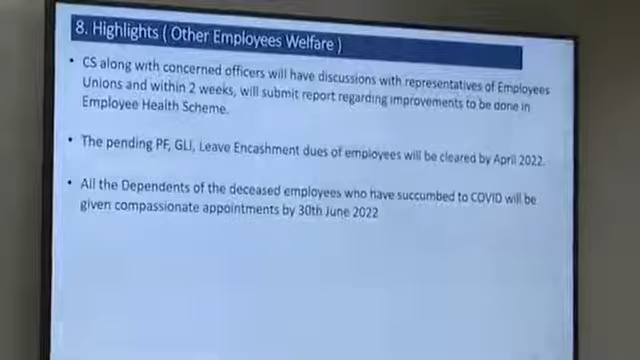 8. Highlights ( Other Employees Welfare )
• CS along with concerned officers will have discussions with representatives of Employees
Unions and within 2 weeks, will submit report regarding improvements to be done in
Employee Health Scheme.
• The pending PF, GLI, Leave Encashment dues of employees will be cleared by April 2022.
• All the Dependents of the deceased employees who have succumbed to COVID will be
given compassionate appointments by 30th June 2022